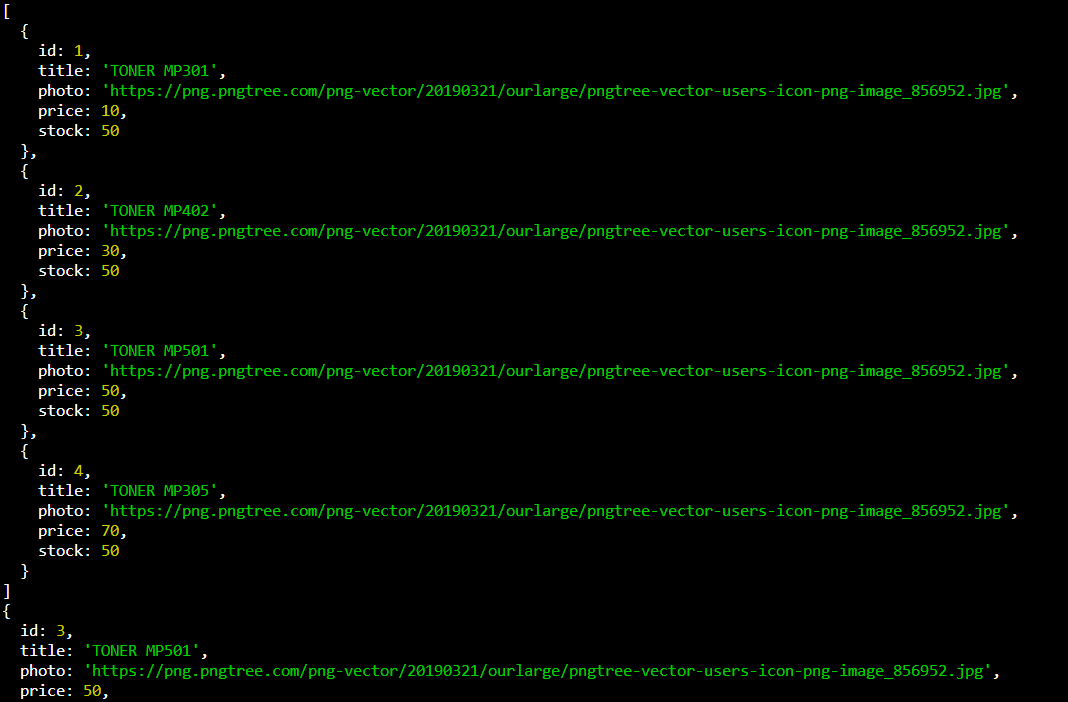 [
  {
    id: 1,
    title: 'TONER MP301',
    photo: 'https://png.pngtree.com/png-vector/20190321/ourlarge/pngtree-vector-users-icon-png-image_856952.jpg',
    price: 10,
    stock: 50
  },
  {
    id: 2,
    title: 'TONER MP402',
    photo: 'https://png.pngtree.com/png-vector/20190321/ourlarge/pngtree-vector-users-icon-png-image_856952.jpg',
    price: 30,
    stock: 50
  },
  {
    id: 3,
    title: 'TONER MP501',
    photo: 'https://png.pngtree.com/png-vector/20190321/ourlarge/pngtree-vector-users-icon-png-image_856952.jpg',
    price: 50,
    stock: 50
  },
  {
    id: 4,
    title: 'TONER MP305',
    photo: 'https://png.pngtree.com/png-vector/20190321/ourlarge/pngtree-vector-users-icon-png-image_856952.jpg',
    price: 70,
    stock: 50
  }
]
{
  id: 3,
  title: 'TONER MP501',
  photo: 'https://png.pngtree.com/png-vector/20190321/ourlarge/pngtree-vector-users-icon-png-image_856952.jpg',
  price: 50,